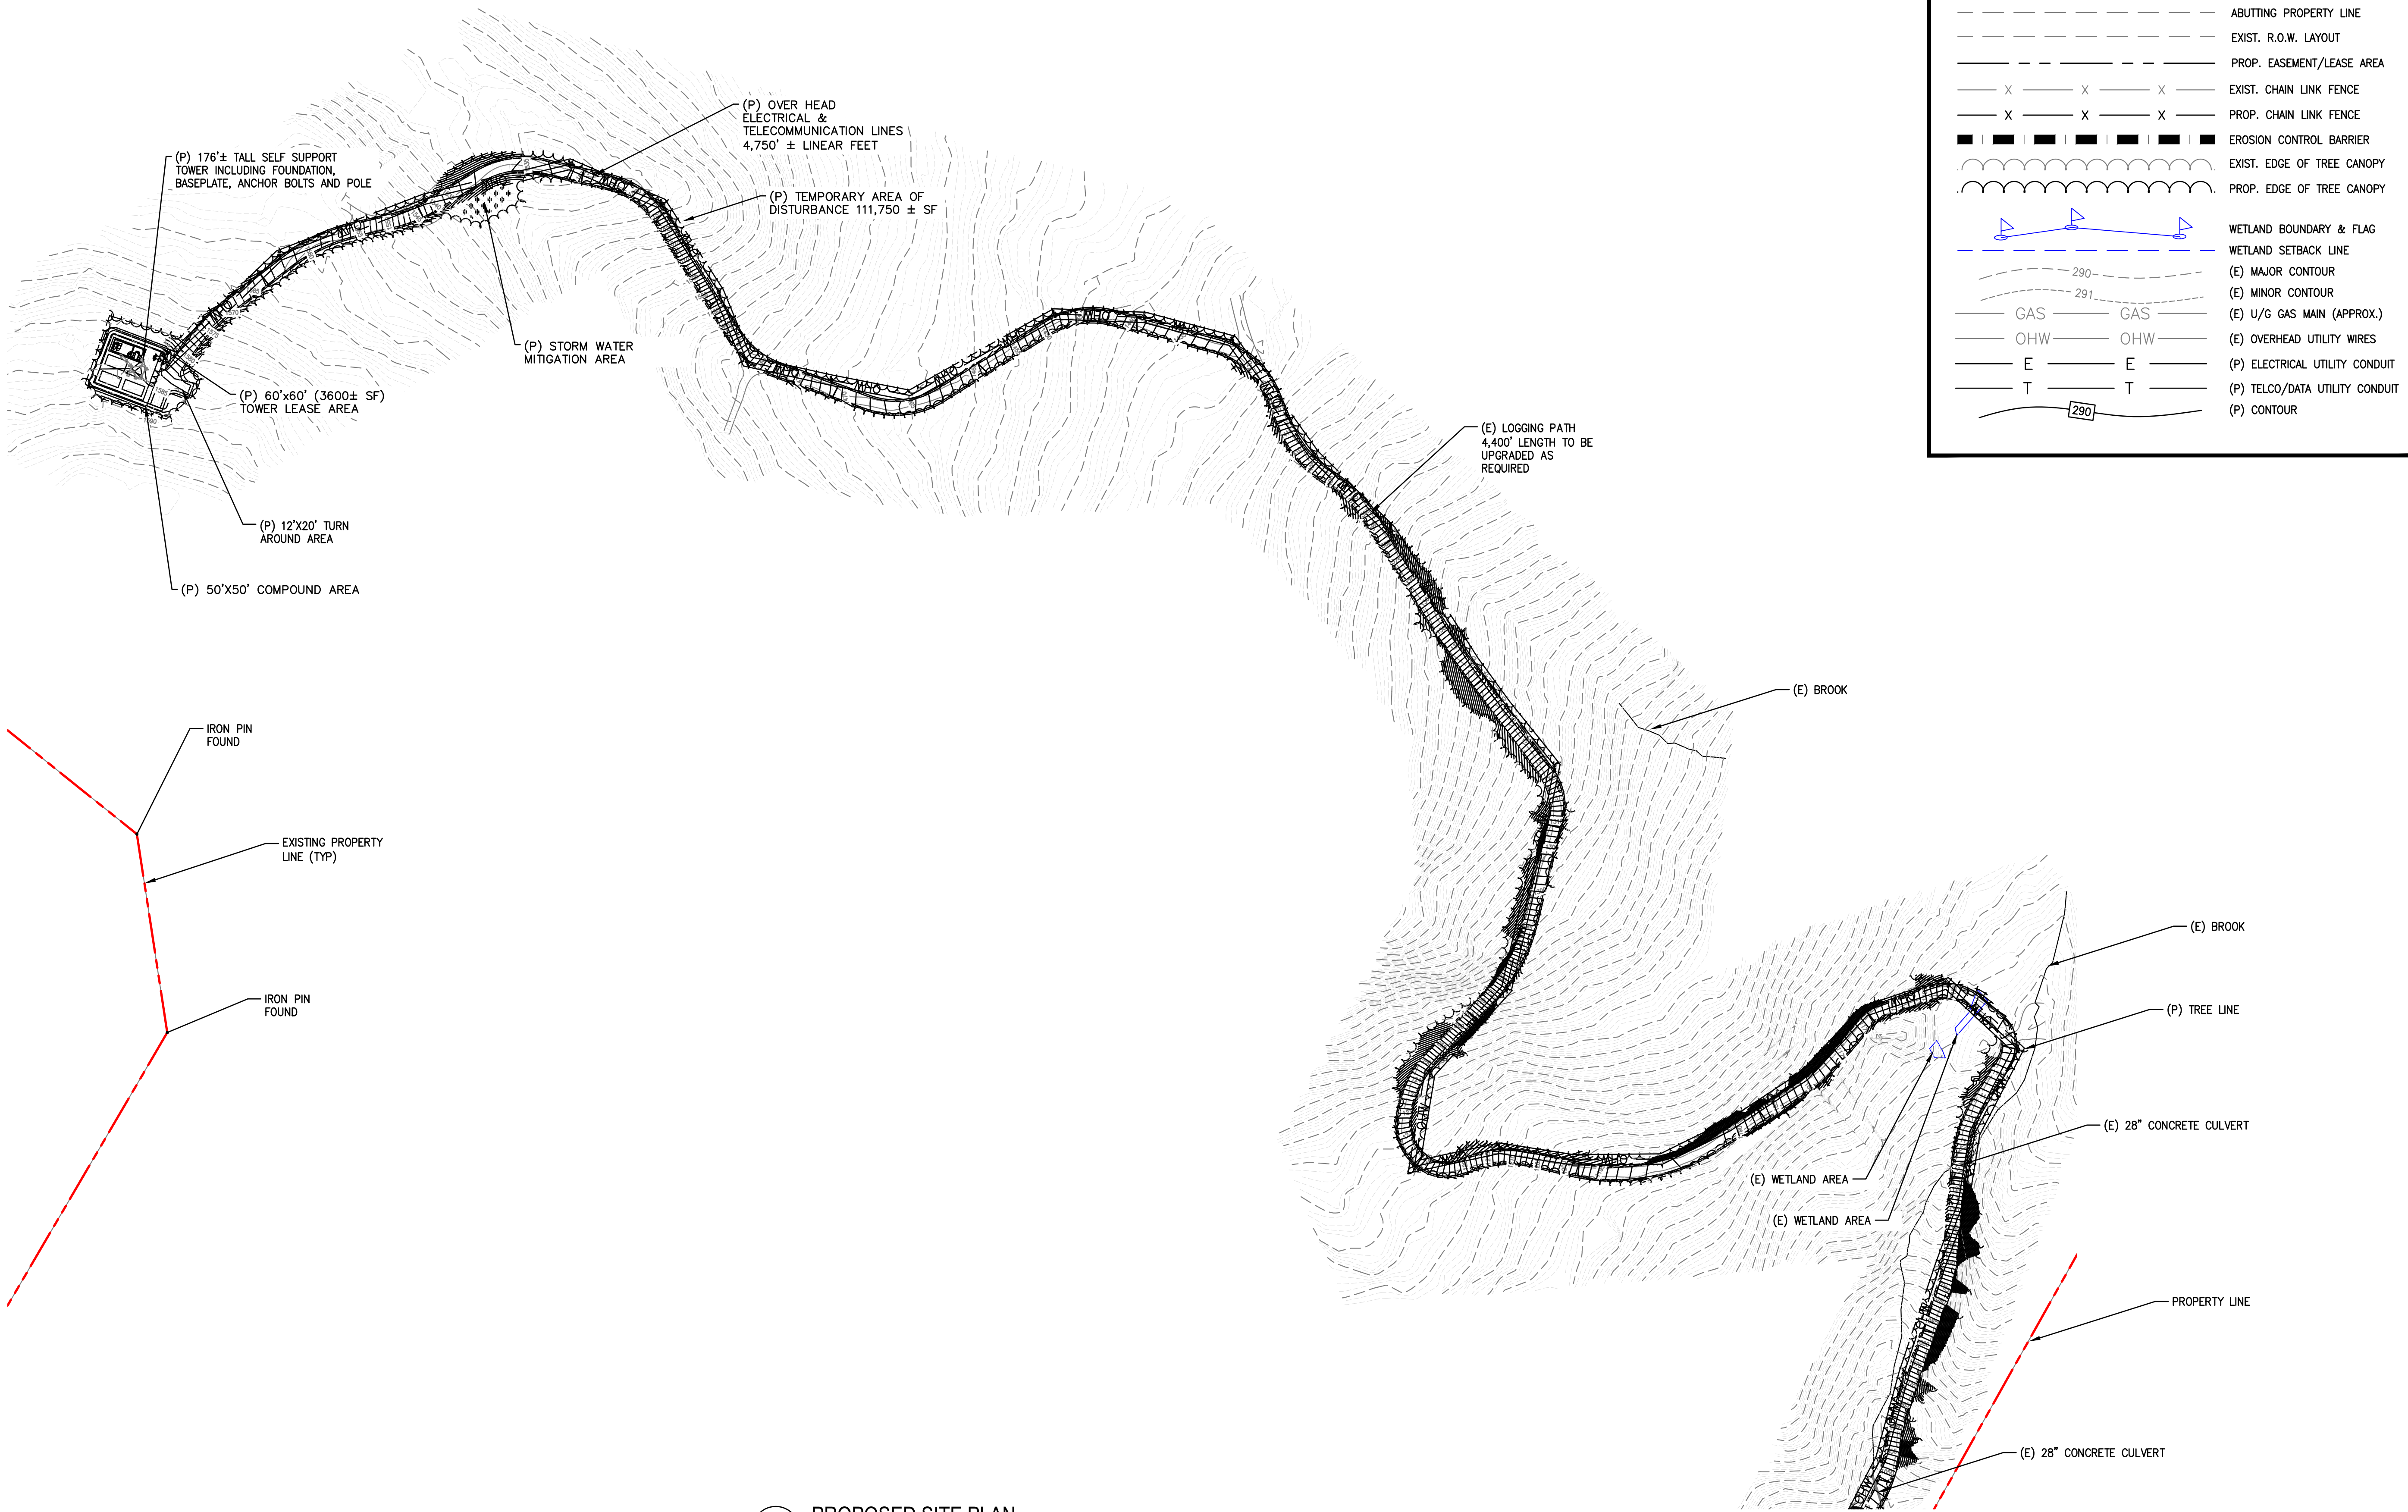 (P) OVER HEAD
ELECTRICAL &
TELECOMMUNICATION LINES
4,750' ± LINEAR FEET
(P) 176'± TALL SELF SUPPORT
TOWER INCLUDING FOUNDATION,
BASEPLATE, ANCHOR BOLTS AND POLE
(P) TEMPORARY AREA OF
DISTURBANCE 111,750 ± SF
(P) STORM WATER
MITIGATION AREA
(P) 60'x60' (3600± SF)
TOWER LEASE AREA
(P) 12'X20' TURN
AROUND AREA
(P) 50'X50' COMPOUND AREA
(E) LOGGING PATH
4,400' LENGTH TO BE
UPGRADED AS
REQUIRED
(E) BROOK
IRON PIN
FOUND
EXISTING PROPERTY
LINE (TYP)
IRON PIN
FOUND
(E) BROOK
(P) TREE LINE
(E) 28" CONCRETE CULVERT
(E) WETLAND AREA
(E) WETLAND AREA
PROPERTY LINE
(E) 28" CONCRETE CULVERT
ABUTTING PROPERTY LINE
EXIST. R.O.W. LAYOUT
PROP. EASEMENT/LEASE AREA
X X X EXIST. CHAIN LINK FENCE
X X X PROP. CHAIN LINK FENCE
EROSION CONTROL BARRIER
EXIST. EDGE OF TREE CANOPY
PROP. EDGE OF TREE CANOPY
WETLAND BOUNDARY & FLAG
WETLAND SETBACK LINE
290 (E) MAJOR CONTOUR
291 (E) MINOR CONTOUR
GAS GAS (E) U/G GAS MAIN (APPROX.)
OHW OHW (E) OVERHEAD UTILITY WIRES
E E (P) ELECTRICAL UTILITY CONDUIT
T T (P) TELCO/DATA UTILITY CONDUIT
290 (P) CONTOUR
PROPOSED SITE PLAN